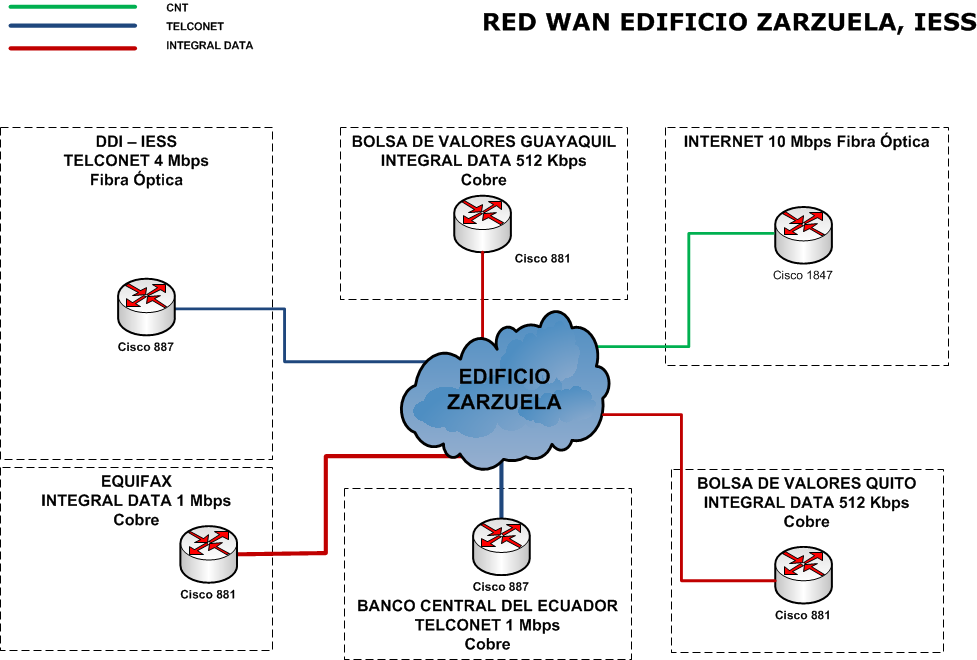 CNT
TELCONET
INTEGRAL DATA
RED WAN EDIFICIO ZARZUELA, IESS
DDI – IESS
TELCONET 4 Mbps
Fibra Óptica
Cisco 887
BOLSA DE VALORES GUAYAQUIL
INTEGRAL DATA 512 Kbps
Cobre
Cisco 881
INTERNET 10 Mbps Fibra Óptica
Cisco 1847
EDIFICIO
ZARZUELA
EQUIFAX
INTEGRAL DATA 1 Mbps
Cobre
Cisco 881
Cisco 887
BANCO CENTRAL DEL ECUADOR
TELCONET 1 Mbps
Cobre
BOLSA DE VALORES QUITO
INTEGRAL DATA 512 Kbps
Cobre
Cisco 881